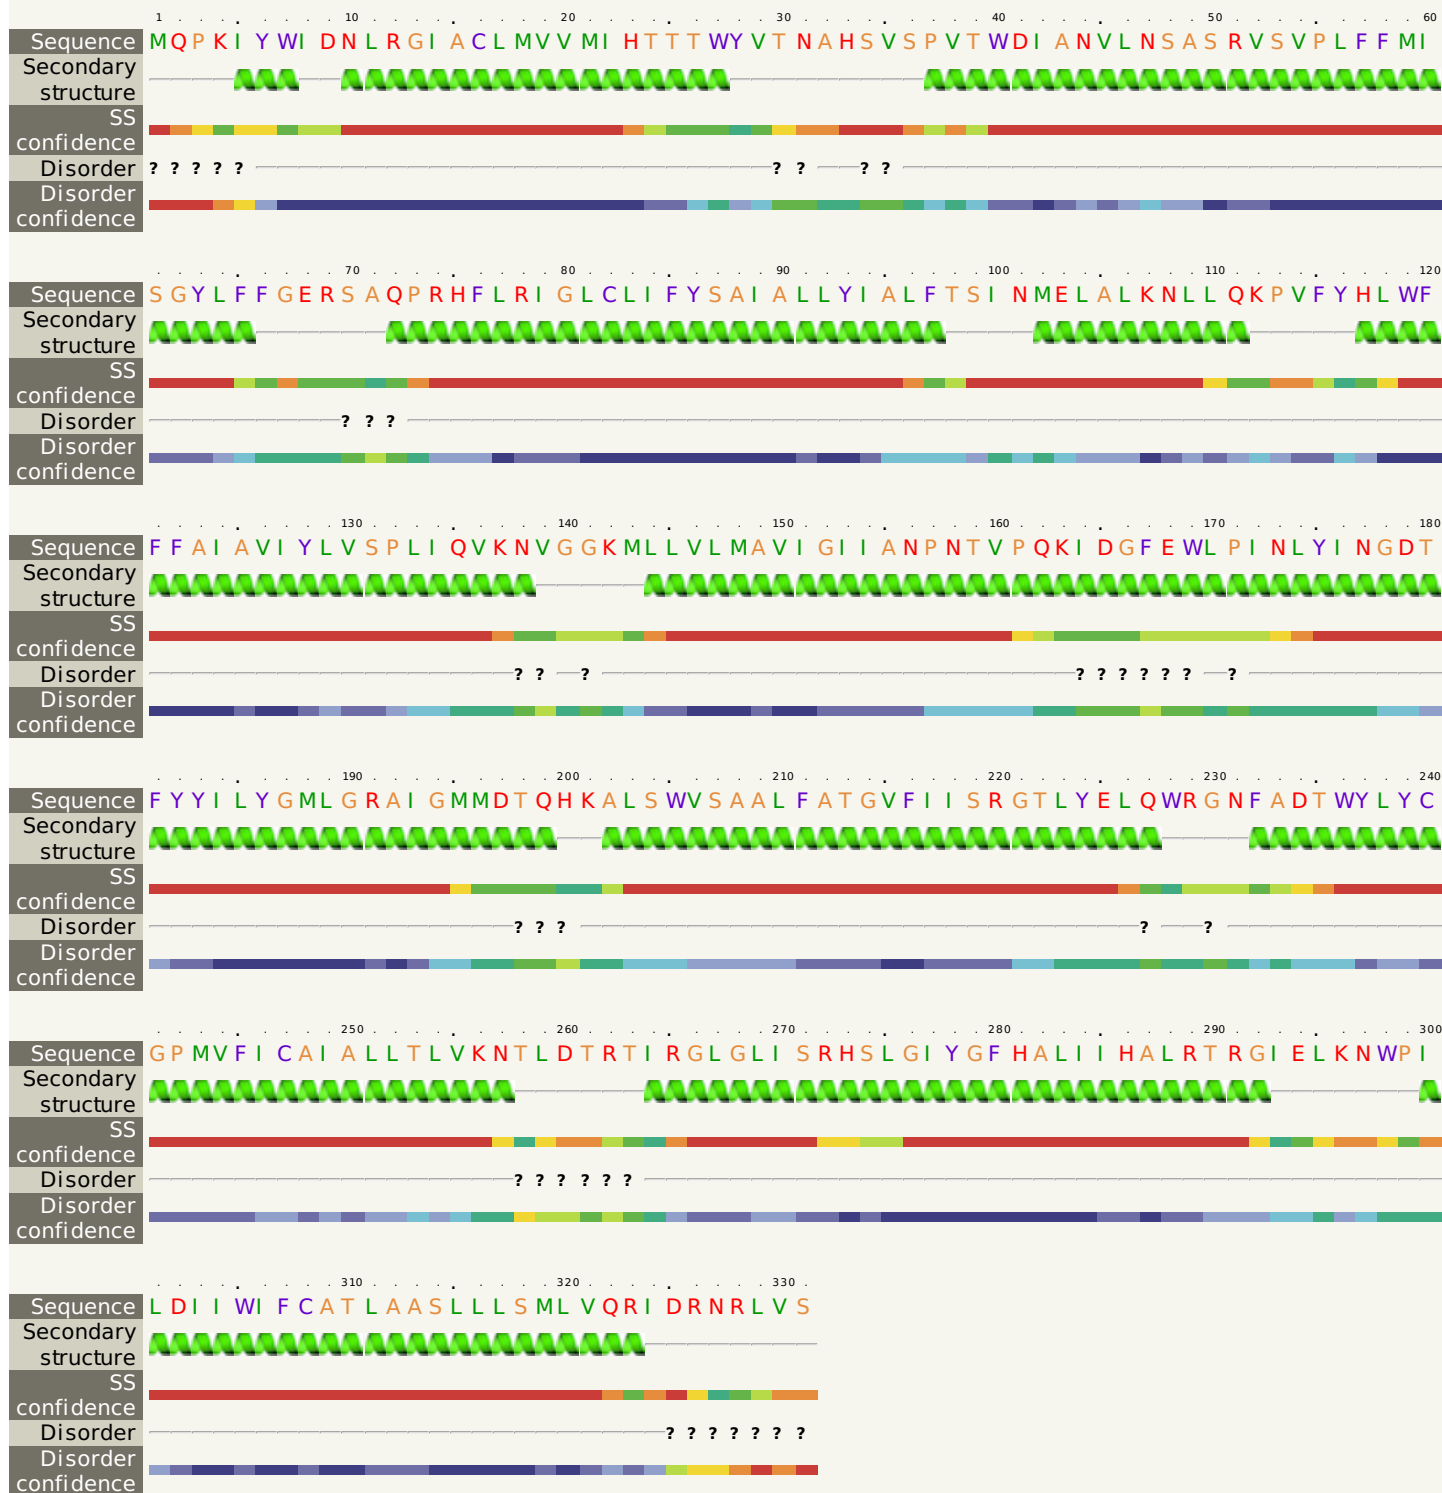 1 . . . . 10 . . . . 20 . . . . 30 . . . . 40 . . . . 50 . . . . 60
Sequence MQPKIYWIDNLRGIACLMVVMIHTTTWYVTNAHSVSPVTWDIANVLNSASRVSVPLFFMI
Secondary
structure
SS
confidence
Disorder ? ? ? ? ? ? ? ? ?
Disorder
confidence
. . . . 70 . . . . 80 . . . . 90 . . . . 100 . . . . 110 . . . . 120
Sequence SGYLFFGERSAQPRHFLRIGLCLIFYSAIALLYIALFTSINMELALKNLLQKPVFYHLWF
Secondary
structure
SS
confidence
Disorder ? ? ?
Disorder
confidence
. . . . 130 . . . . 140 . . . . 150 . . . . 160 . . . . 170 . . . . 180
Sequence FFAIAVIYLVSPLIQVKNVGGKMLLVLMAVIGIIANPNTVPQKIDGFEWLPINLYINGDT
Secondary
structure
SS
confidence
Disorder ? ? ? ? ? ? ? ? ? ?
Disorder
confidence
. . . . 190 . . . . 200 . . . . 210 . . . . 220 . . . . 230 . . . . 240
Sequence FYYILYGMLGRAIGMMDTQHKALSWVSAALFATGVFIISRGTLYELQWRGNFADTWYLYC
Secondary
structure
SS
confidence
Disorder ? ? ? ? ?
Disorder
confidence
. . . . 250 . . . . 260 . . . . 270 . . . . 280 . . . . 290 . . . . 300
Sequence GPMVFICAIALLTLVKNTLDTRTIRGLGLISRHSLGIYGFHALIIHALRTRGIELKNWPI
Secondary
structure
SS
confidence
Disorder ? ? ? ? ? ?
Disorder
confidence
. . . . 310 . . . . 320 . . . . 330 .
Sequence LDIIWIFCATLAASLLLSMLVQRIDRNRLVS
Secondary
structure
SS
confidence
Disorder ? ? ? ? ? ? ?
Disorder
confidence